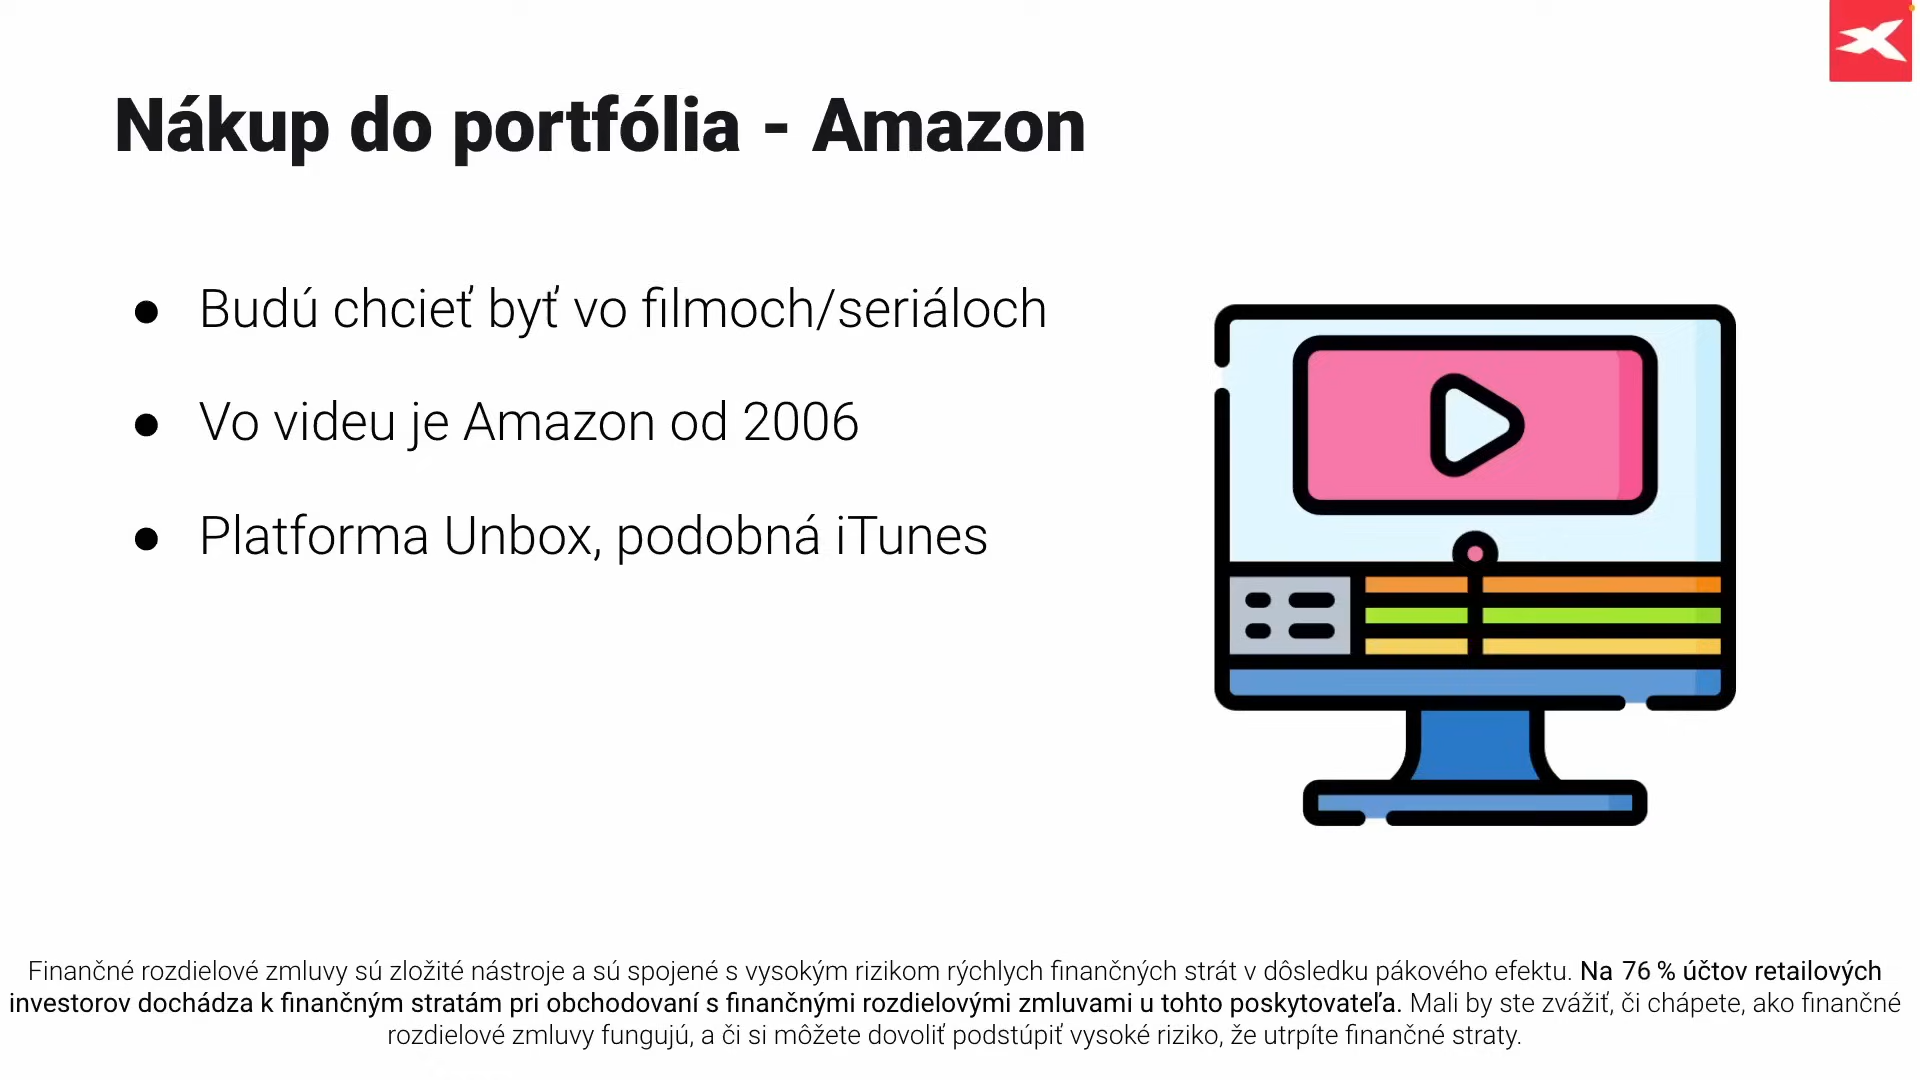 Nákup do portfólia - Amazon
● Budú chcieť byť vo filmoch/seriáloch
● Vo videu je Amazon od 2006
● Platforma Unbox, podobná iTunes
Finančné rozdielové zmluvy sú zložité nástroje a sú spojené s vysokým rizikom rýchlych finančných strát v dôsledku pákového efektu. Na 76 % účtov retailových
investorov dochádza k finančným stratám pri obchodovaní s finančnými rozdielovými zmluvami u tohto poskytovateľa. Mali by ste zvážiť, či chápete, ako finančné
rozdielové zmluvy fungujú, a či si môžete dovoliť podstúpiť vysoké riziko, že utrpíte finančné straty.